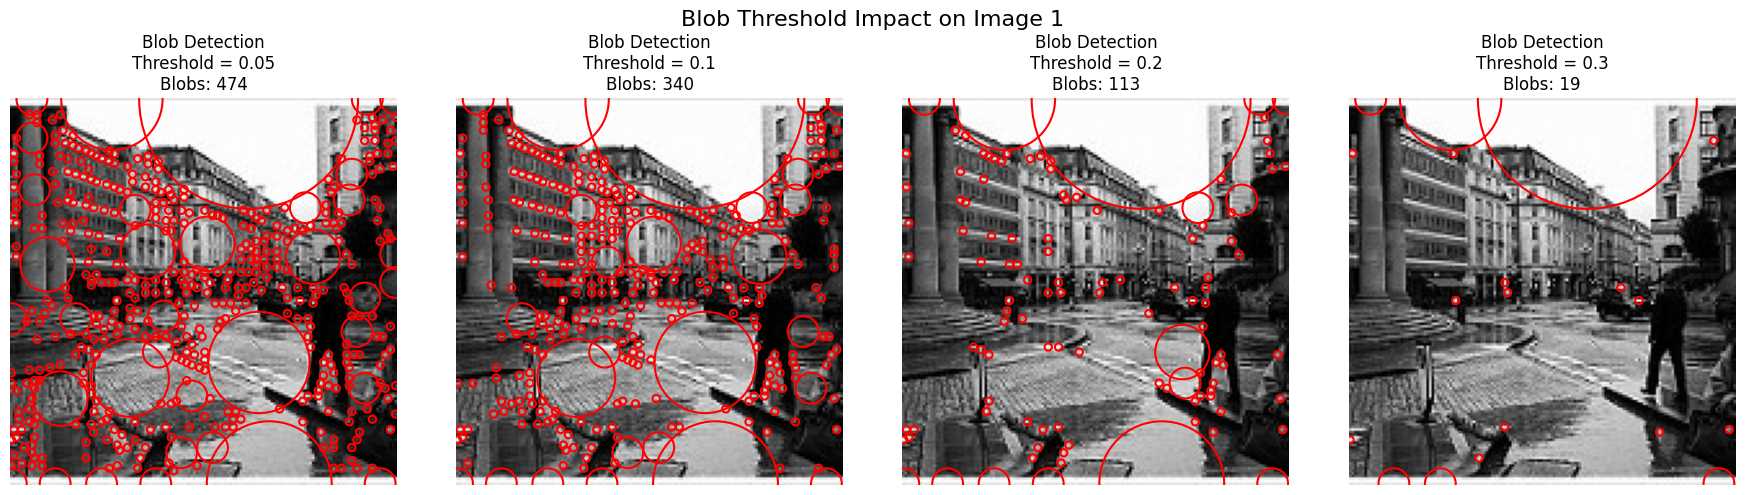 Blob Threshold Impact on Image 1
Blob Detection
Threshold = 0.05
Blobs: 474
Blob Detection
Threshold = 0.1
Blobs: 340
Blob Detection
Threshold = 0.2
Blobs: 113
Blob Detection
Threshold = 0.3
Blobs: 19